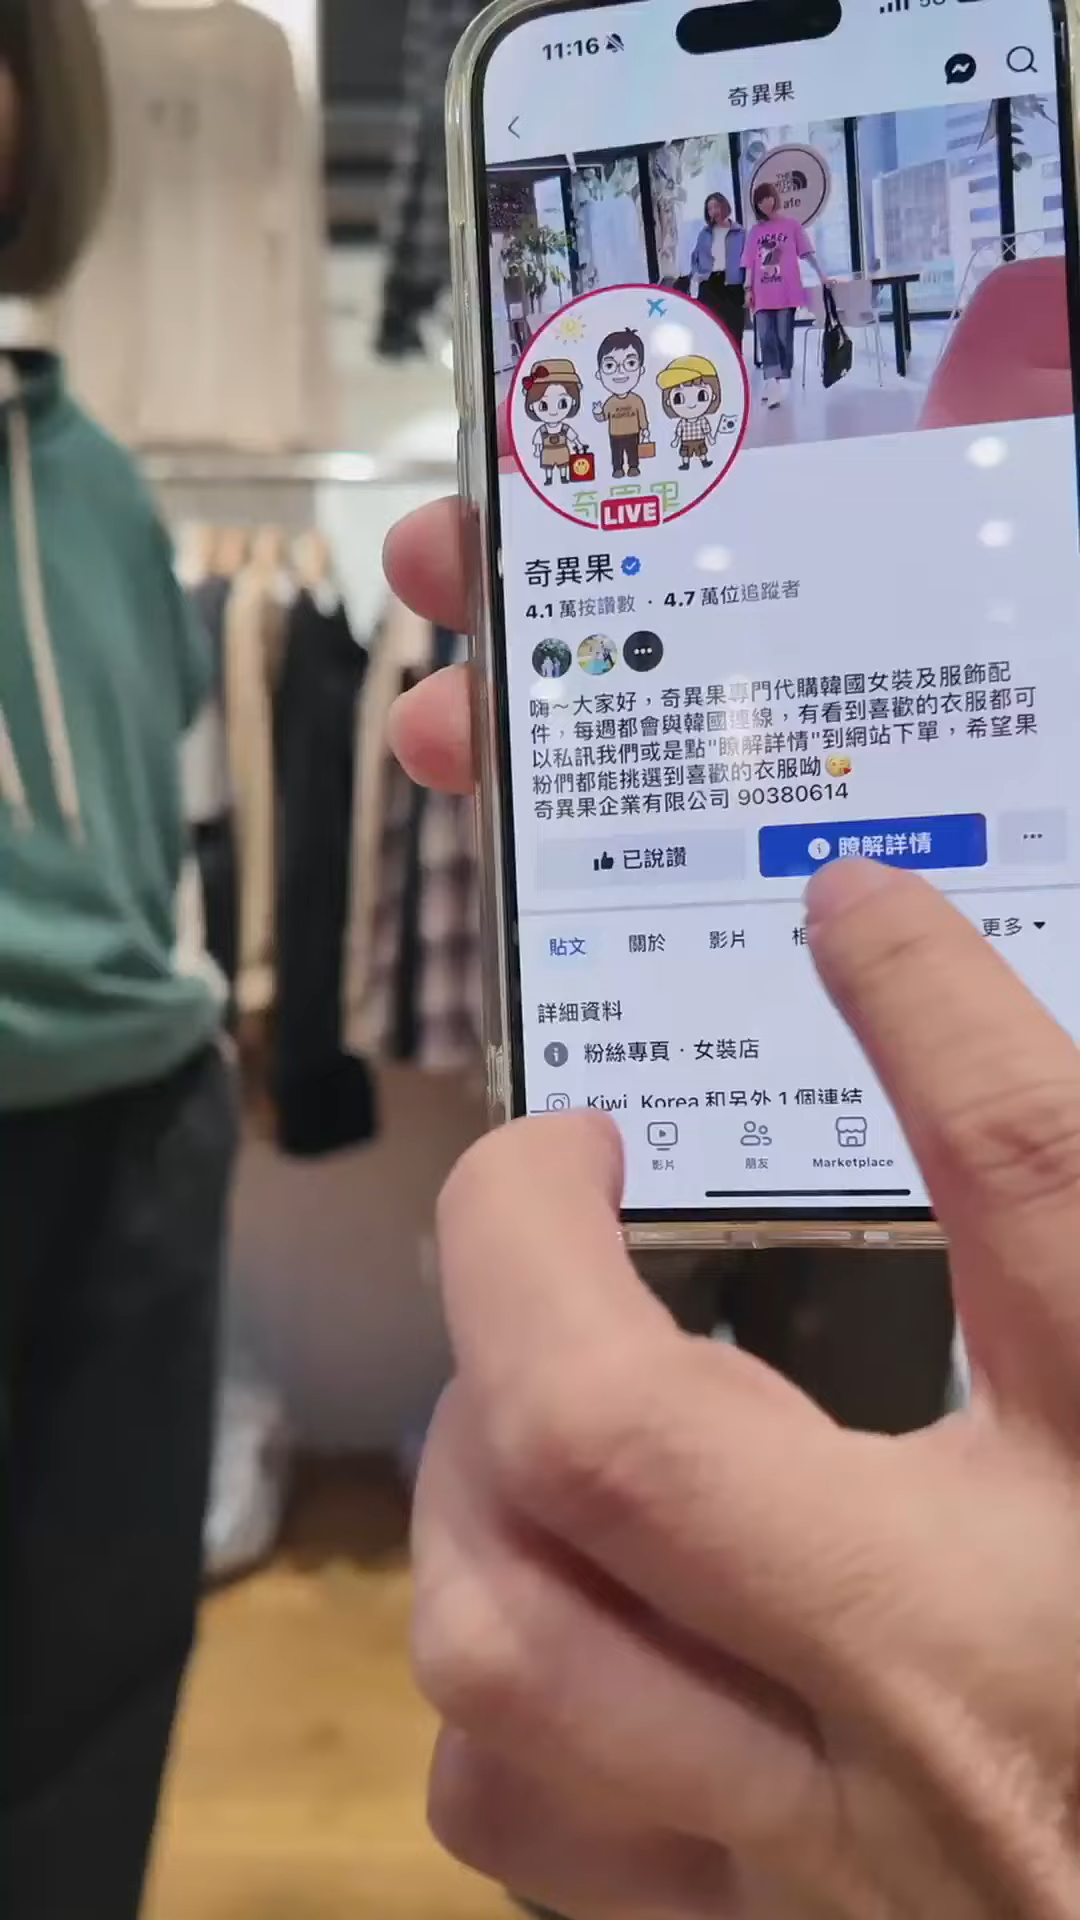 11:16
奇異果
THE
afe
奇異果
LIVE
奇異果
4.1 萬按讚數 · 4.7 萬位追蹤者
嗨～大家好，奇異果專門代購韓國女裝及服飾配
件，每週都會與韓國連線，有看到喜歡的衣服都可
以私訊我們或是點"瞭解詳情"到網站下單，希望果
粉們都能挑選到喜歡的衣服呦
奇異果企業有限公司 90380614
已說讚
瞭解詳情
貼文 關於 影片 相 更多
詳細資料
粉絲專頁 · 女裝店
Kiwi_Korea 和另外 1 個連結
影片 朋友 Marketplace